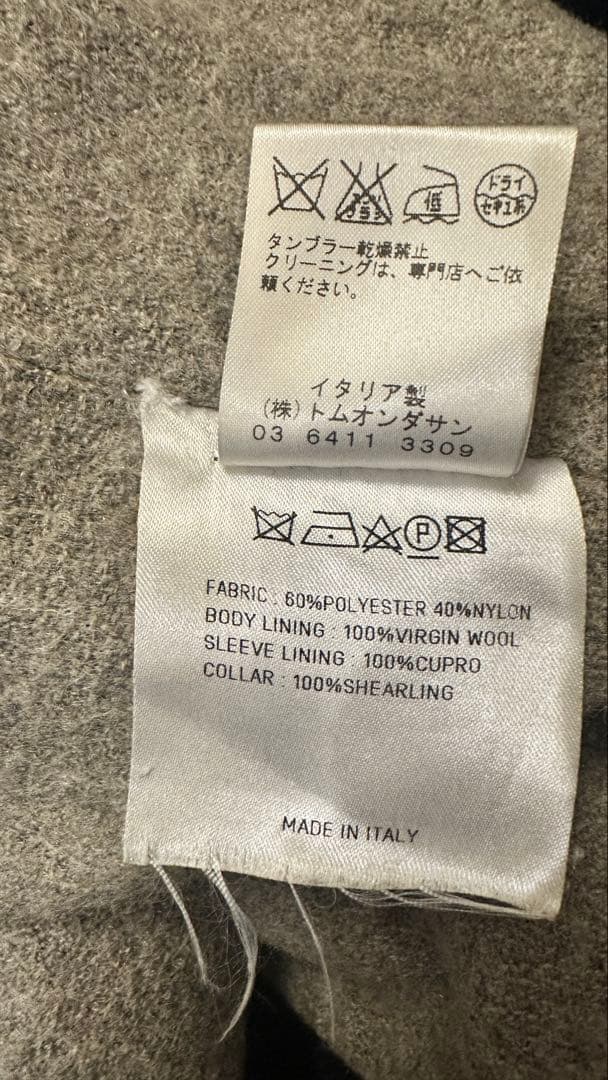 低
ドライ
セキユ系
タンブラー乾燥禁止
クリーニングは、専門店へご依
頼ください。
イタリア製
(株)トムオンダサン
03 6411 3309
P
FABRIC : 60%POLYESTER 40%NYLON
BODY LINING : 100%VIRGIN WOOL
SLEEVE LINING : 100%CUPRO
COLLAR : 100%SHEARLING
MADE IN ITALY